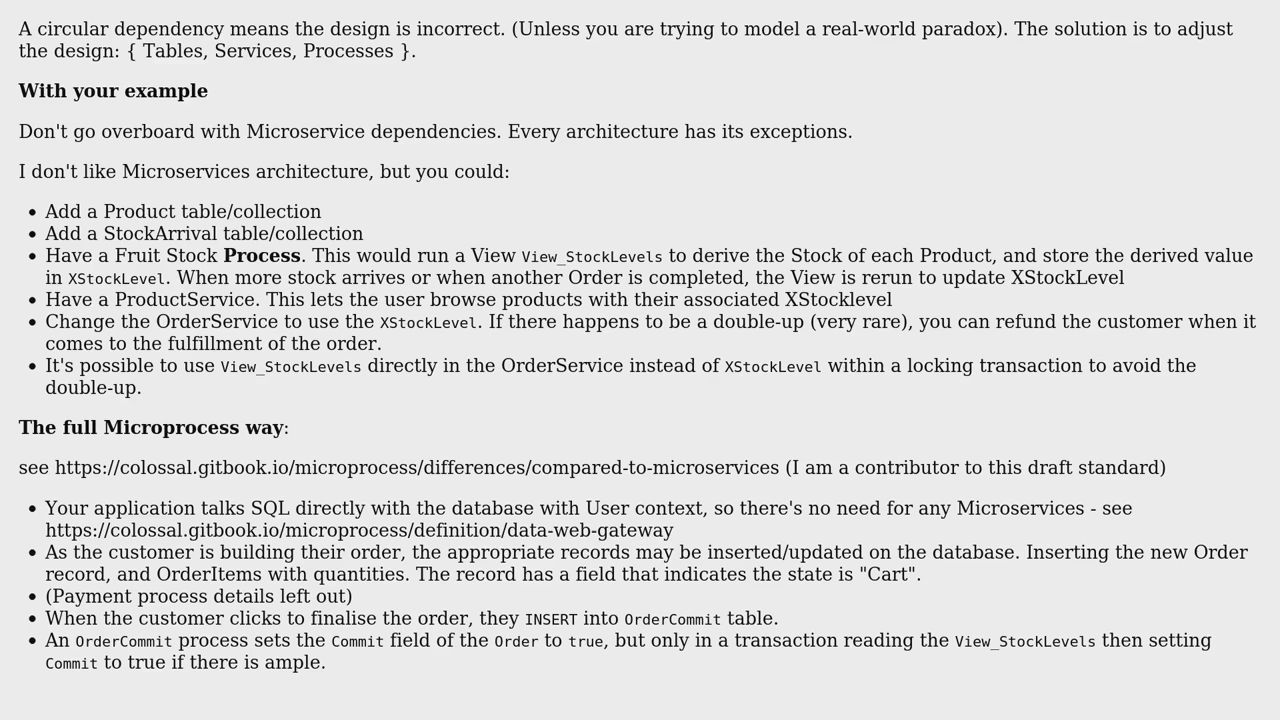 A circular dependency means the design is incorrect. (Unless you are trying to model a real-world paradox). The solution is to adjust
the design: { Tables, Services, Processes }.
With your example
Don't go overboard with Microservice dependencies. Every architecture has its exceptions.
I don't like Microservices architecture, but you could:
• Add a Product table/collection
• Add a StockArrival table/collection
• Have a Fruit Stock Process. This would run a View View_StockLevels to derive the Stock of each Product, and store the derived value
in XStockLevel. When more stock arrives or when another Order is completed, the View is rerun to update XStockLevel
• Have a ProductService. This lets the user browse products with their associated XStocklevel
• Change the OrderService to use the XStockLevel. If there happens to be a double-up (very rare), you can refund the customer when it
comes to the fulfillment of the order.
• It's possible to use View_StockLevels directly in the OrderService instead of XStockLevel within a locking transaction to avoid the
double-up.
The full Microprocess way:
see https://colossal.gitbook.io/microprocess/differences/compared-to-microservices (I am a contributor to this draft standard)
• Your application talks SQL directly with the database with User context, so there's no need for any Microservices - see
https://colossal.gitbook.io/microprocess/definition/data-web-gateway
• As the customer is building their order, the appropriate records may be inserted/updated on the database. Inserting the new Order
record, and OrderItems with quantities. The record has a field that indicates the state is "Cart".
• (Payment process details left out)
• When the customer clicks to finalise the order, they INSERT into OrderCommit table.
• An OrderCommit process sets the Commit field of the Order to true, but only in a transaction reading the View_StockLevels then setting
Commit to true if there is ample.